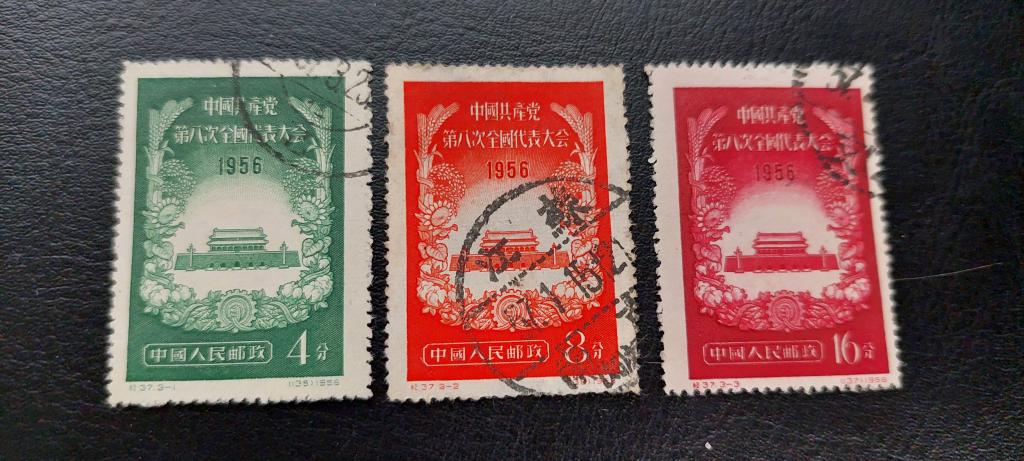 中國共產党
第八次全國代表大会
1956
中國人民邮政
4分
紀37.3-1
(135)1956
中國共產党
第八次全國代表大会
1956
江蘇
中國人民邮政
8分
紀37.3-2
中國共產党
第八次全國代表大会
1956
中國人民邮政
16分
紀37.3-3
(137)1956